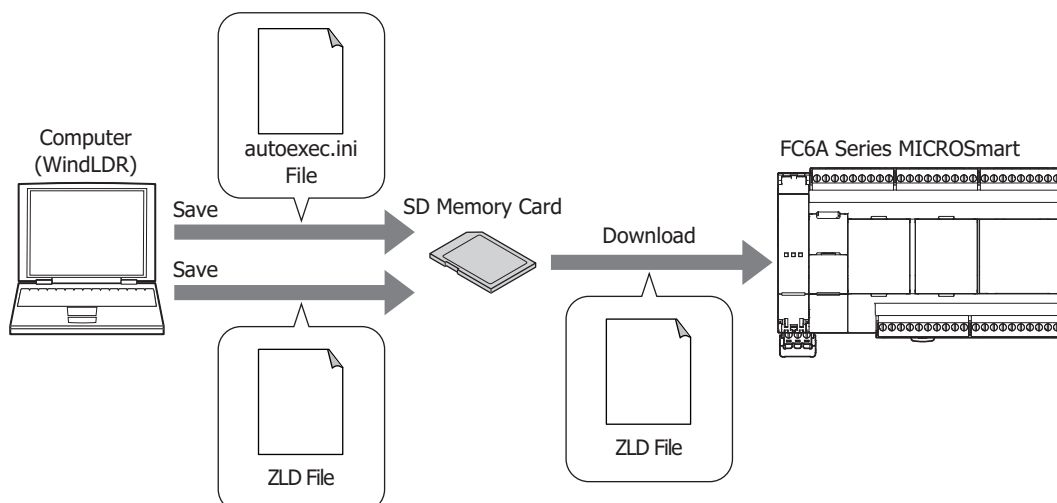 autoexec.ini
File
Computer
(WindLDR)
FC6A Series MICROSmart
Save
SD Memory Card
Download
Save
ZLD File
ZLD File